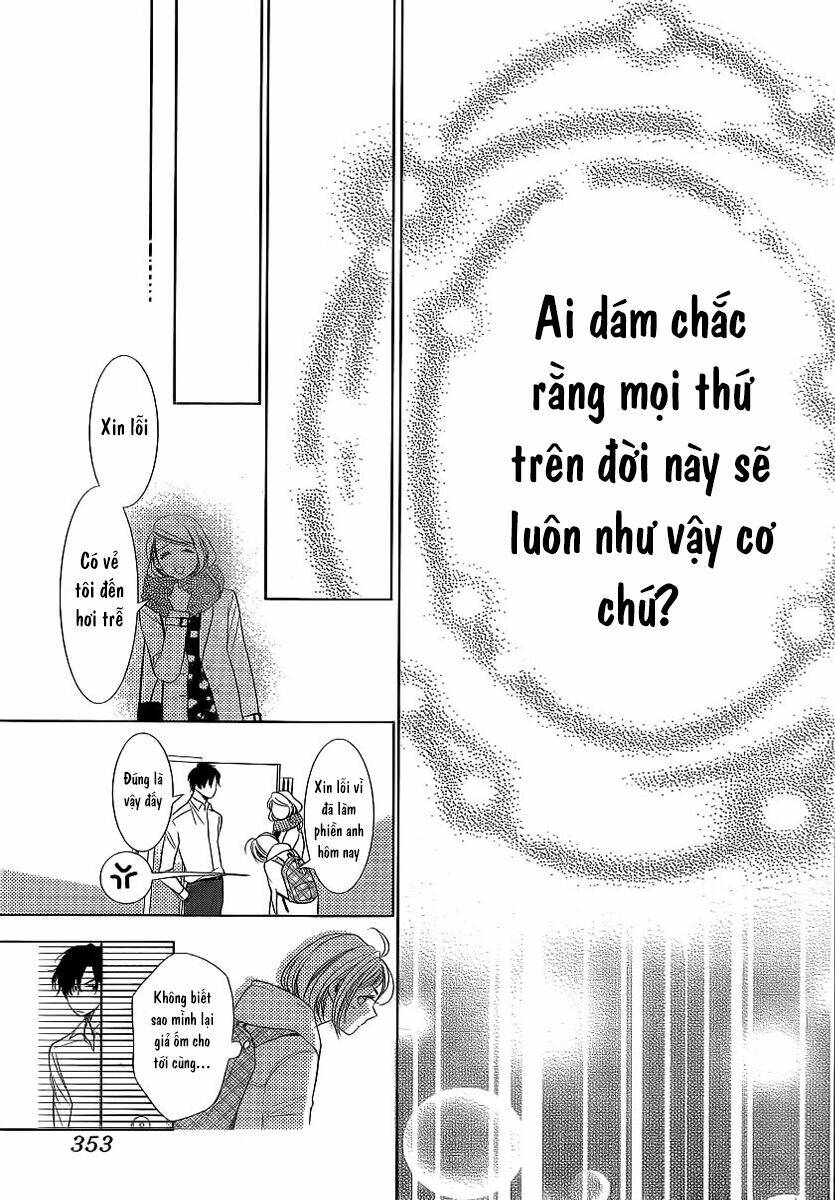 Ai dám chắc
rằng mọi thứ
trên đời này sẽ
luôn như vậy cơ
chứ?
Xin lỗi
Có vẻ
tôi đến
hơi trễ
Xin lỗi vì
đã làm
phiền anh
hôm nay
Đúng là
vậy đấy
Không biết
sao mình lại
giả ốm cho
tới cùng...
353